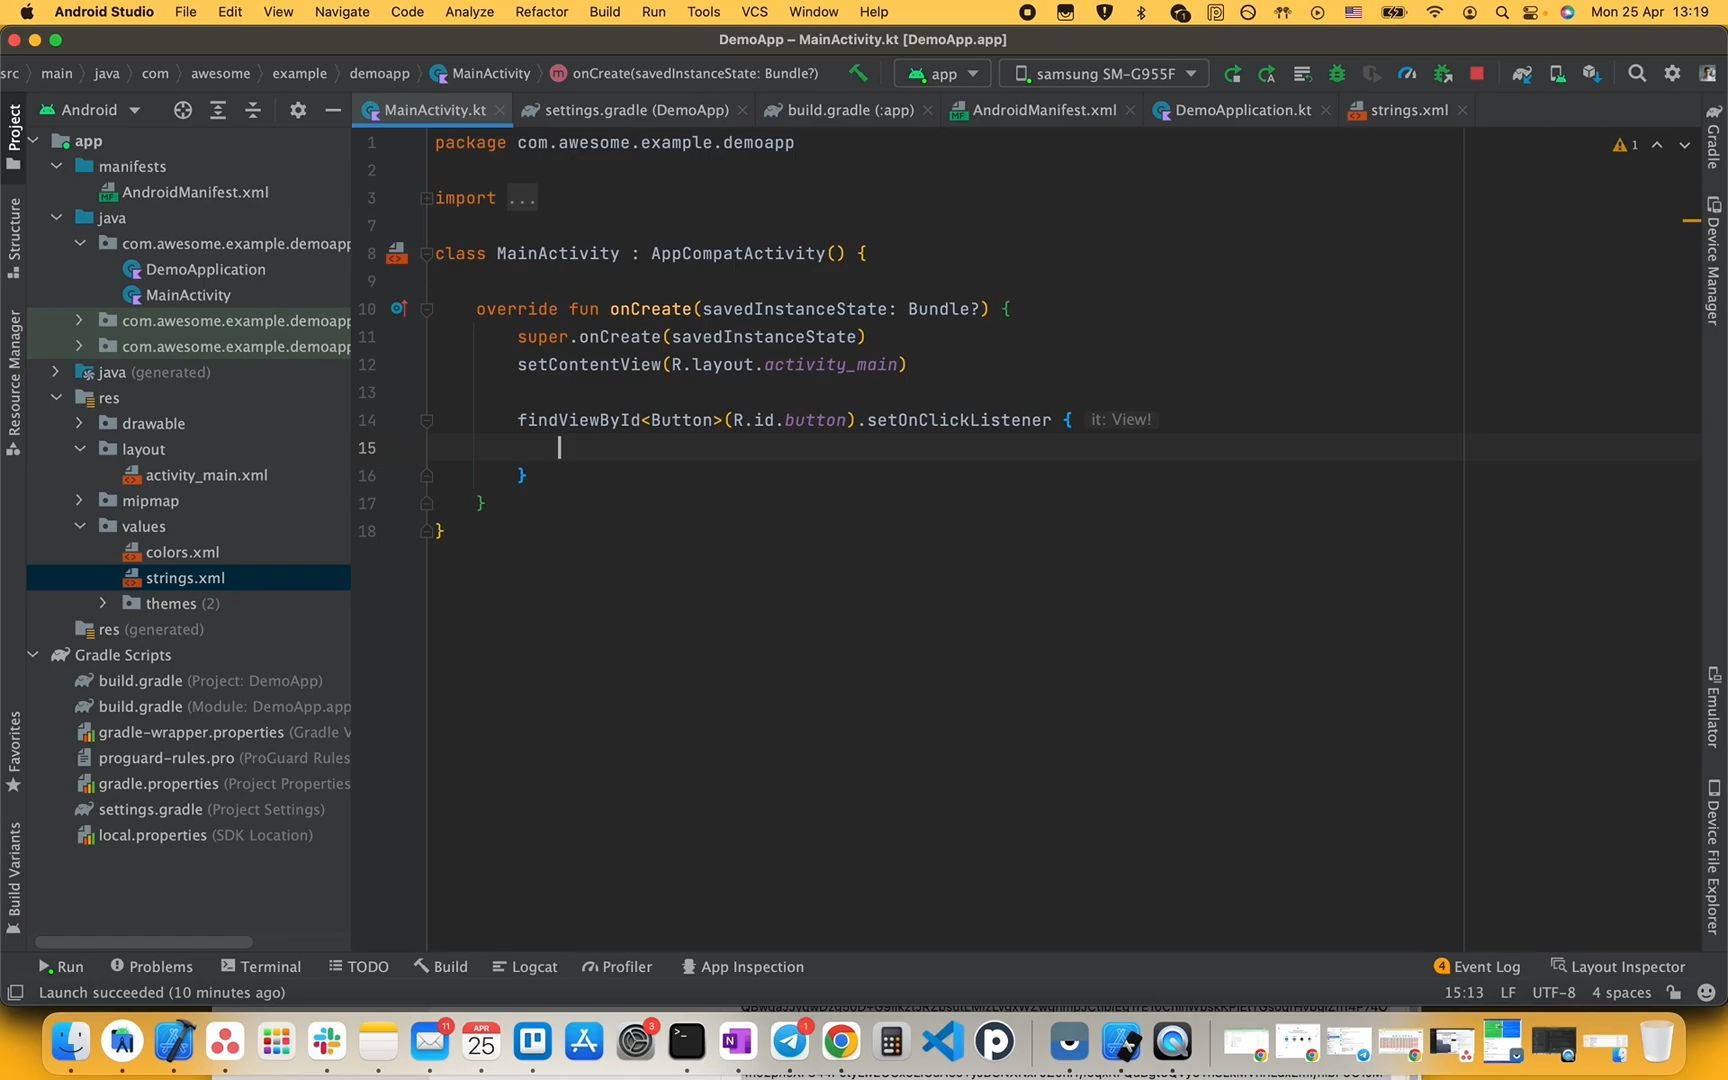 Android Studio File Edit View Navigate Code Analyze Refactor Build Run Tools VCS Window Help 1 Mon 25 Apr 13:19
DemoApp – MainActivity.kt [DemoApp.app]
src main java com awesome example demoapp MainActivity m onCreate(savedInstanceState: Bundle?) app samsung SM-G955F
Android
MainActivity.kt settings.gradle (DemoApp) build.gradle (:app) AndroidManifest.xml DemoApplication.kt strings.xml
Project
Structure
Resource Manager
Favorites
Build Variants
app
manifests
AndroidManifest.xml
java
com.awesome.example.demoapp
DemoApplication
MainActivity
com.awesome.example.demoapp
com.awesome.example.demoapp
java (generated)
res
drawable
layout
activity_main.xml
mipmap
values
colors.xml
strings.xml
themes (2)
res (generated)
Gradle Scripts
build.gradle (Project: DemoApp)
build.gradle (Module: DemoApp.app
gradle-wrapper.properties (Gradle V
proguard-rules.pro (ProGuard Rules
gradle.properties (Project Properties
settings.gradle (Project Settings)
local.properties (SDK Location)
1 package com.awesome.example.demoapp
2
3 import ...
7
8 class MainActivity : AppCompatActivity() {
9
10 override fun onCreate(savedInstanceState: Bundle?) {
11 super.onCreate(savedInstanceState)
12 setContentView(R.layout.activity_main)
13
14 findViewById<Button>(R.id.button).setOnClickListener { it: View!
15
16 }
17 }
18 }
1
Gradle
Device Manager
Emulator
Device File Explorer
Run Problems Terminal TODO Build Logcat Profiler App Inspection 4 Event Log Layout Inspector
Launch succeeded (10 minutes ago) 15:13 LF UTF-8 4 spaces
11 APR 25 3 1